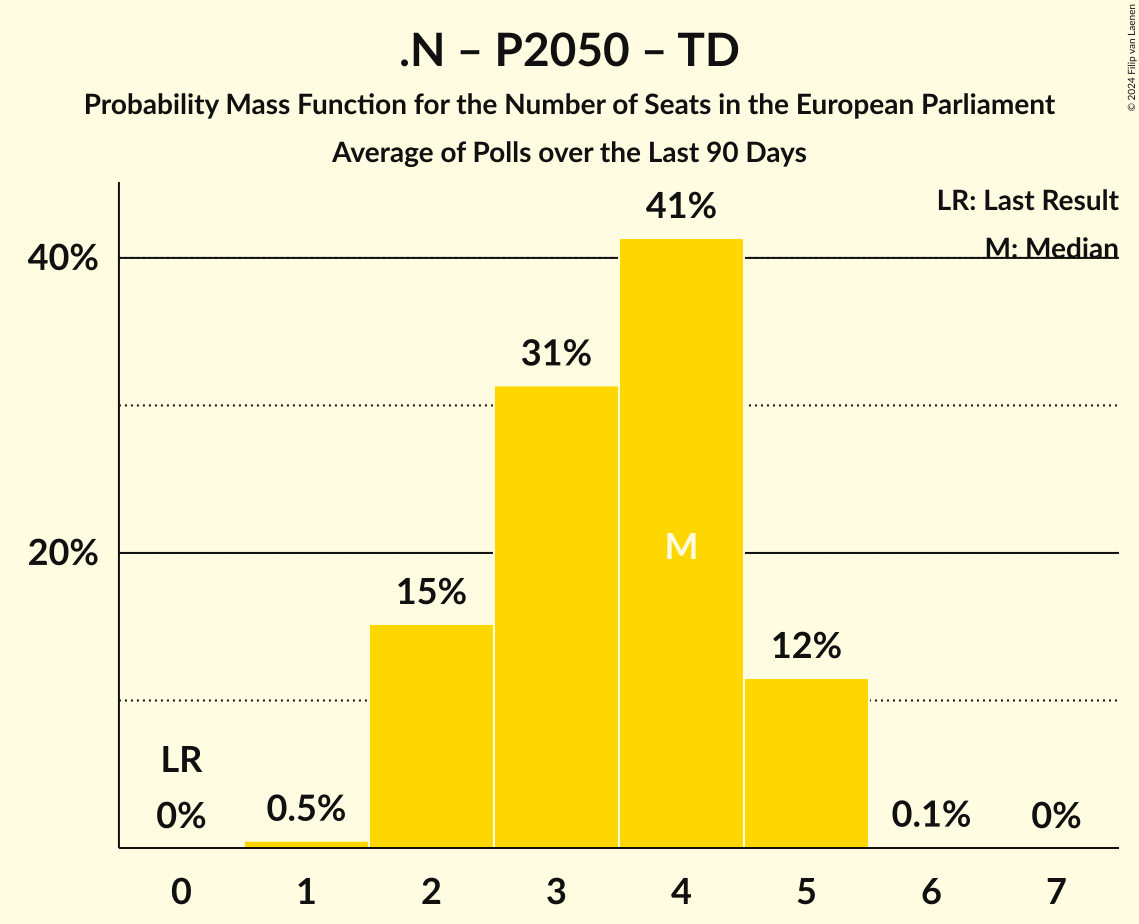 .N – P2050 – TD
Probability Mass Function for the Number of Seats in the European Parliament
Average of Polls over the Last 90 Days
© 2024 Filip van Laenen
LR: Last Result
M: Median
41%
40%
31%
M
20%
15%
12%
LR
0%
0.5%
0.1%
0%
0 1 2 3 4 5 6 7